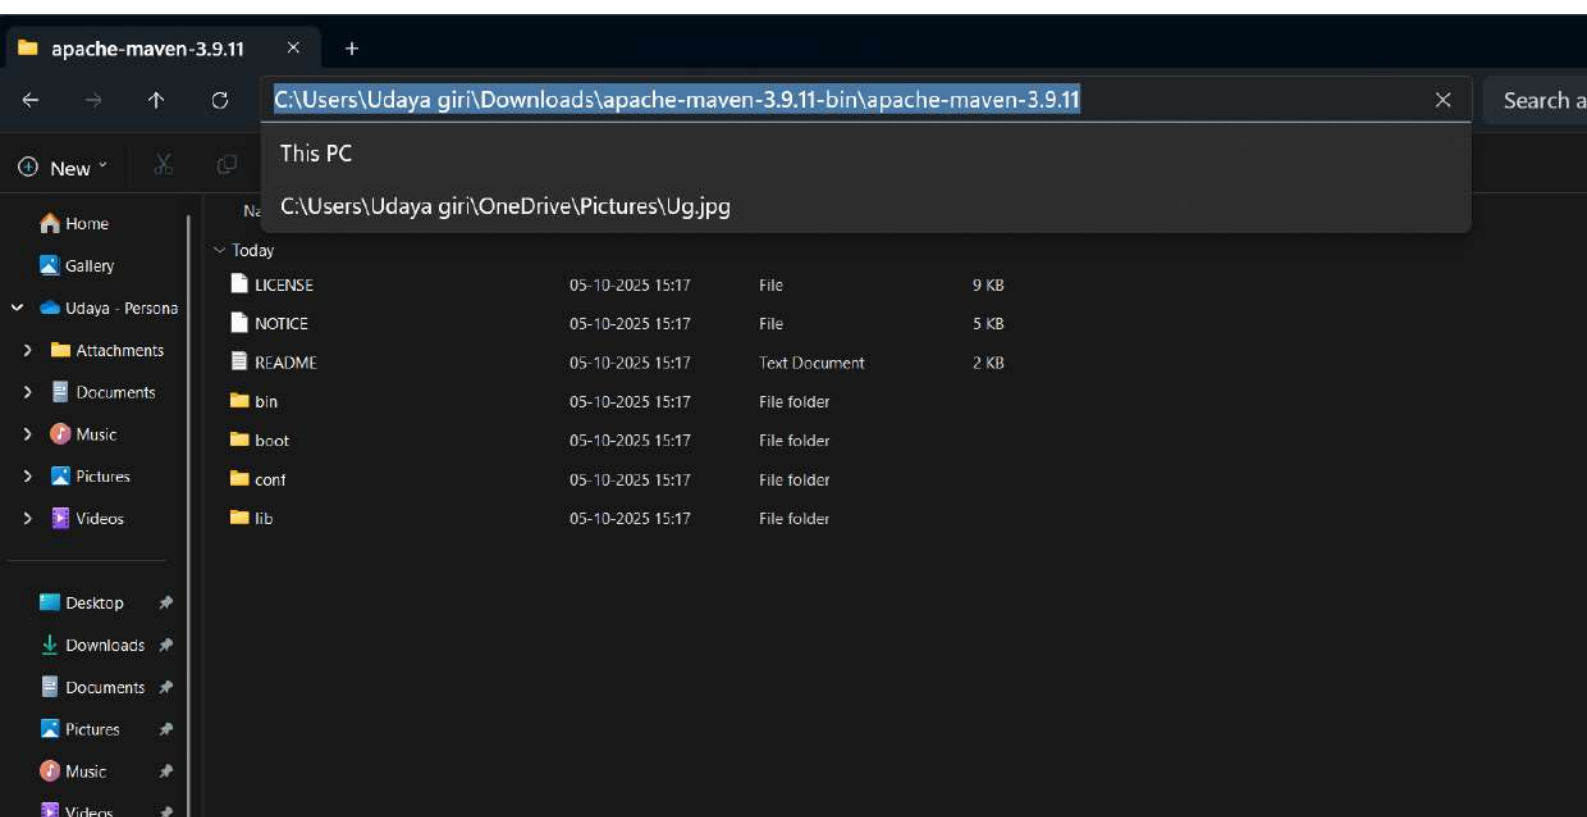 apache-maven-3.9.11
C:\Users\Udaya giri\Downloads\apache-maven-3.9.11-bin\apache-maven-3.9.11
Search a
This PC
C:\Users\Udaya giri\OneDrive\Pictures\Ug.jpg
New
Na
Home
Gallery
Udaya - Persona
Attachments
Documents
Music
Pictures
Videos
Desktop
Downloads
Documents
Pictures
Music
Videos
Today
LICENSE 05-10-2025 15:17 File 9 KB
NOTICE 05-10-2025 15:17 File 5 KB
README 05-10-2025 15:17 Text Document 2 KB
bin 05-10-2025 15:17 File folder
boot 05-10-2025 15:17 File folder
conf 05-10-2025 15:17 File folder
lib 05-10-2025 15:17 File folder